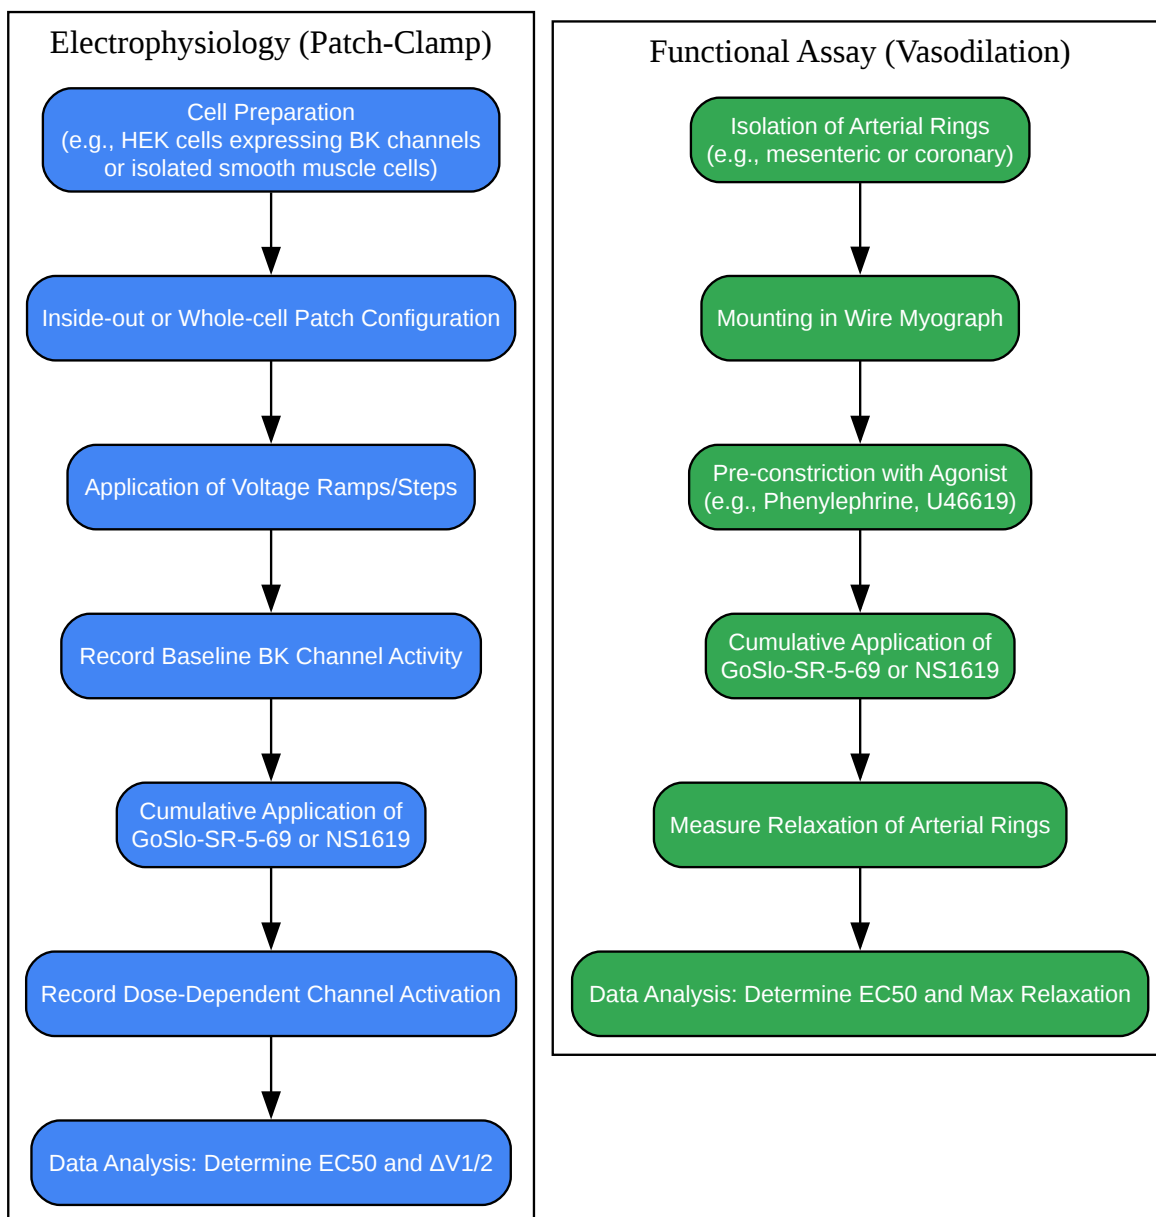 Electrophysiology (Patch-Clamp)
Cell Preparation
(e.g., HEK cells expressing BK channels
or isolated smooth muscle cells)
Inside-out or Whole-cell Patch Configuration
Application of Voltage Ramps/Steps
Record Baseline BK Channel Activity
Cumulative Application of
GoSlo-SR-5-69 or NS1619
Record Dose-Dependent Channel Activation
Data Analysis: Determine EC50 and ΔV1/2
Functional Assay (Vasodilation)
Isolation of Arterial Rings
(e.g., mesenteric or coronary)
Mounting in Wire Myograph
Pre-constriction with Agonist
(e.g., Phenylephrine, U46619)
Cumulative Application of
GoSlo-SR-5-69 or NS1619
Measure Relaxation of Arterial Rings
Data Analysis: Determine EC50 and Max Relaxation